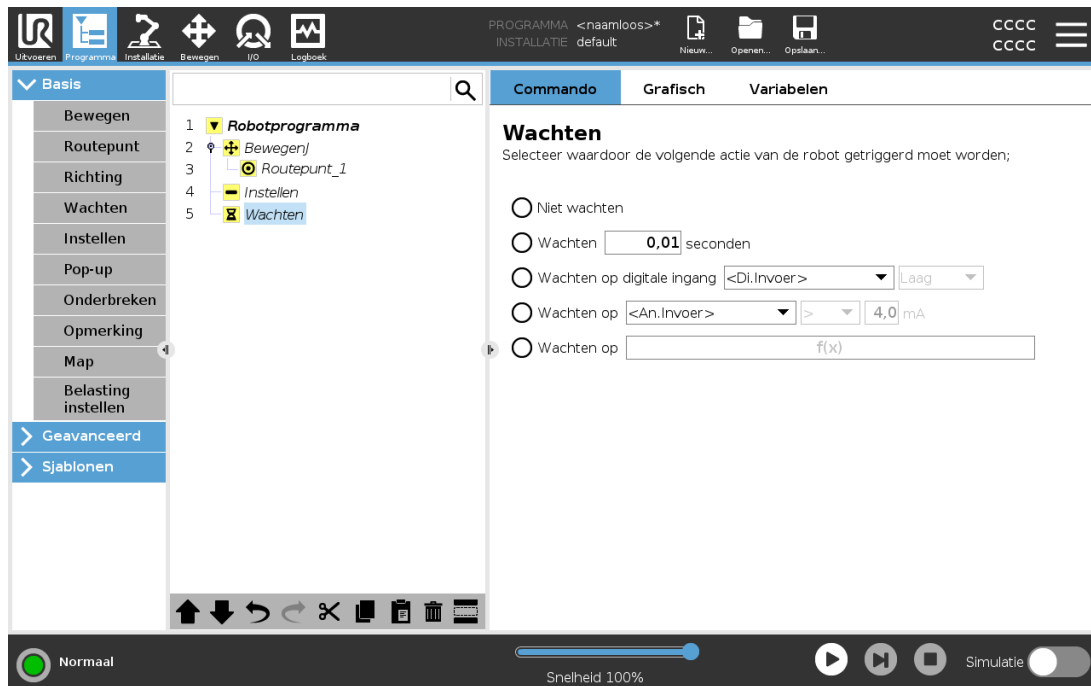 PROGRAMMA <naamloos>*
INSTALLATIE default
CCCC
CCCC
Uitvoeren Programma Installatie Bewegen I/O Logboek
Nieuw... Openen... Opslaan...
Basis
Bewegen
Routepunt
Richting
Wachten
Instellen
Pop-up
Onderbreken
Opmerking
Map
Belasting
instellen
Geavanceerd
Sjablonen
1 Robotprogramma
2 BewegenJ
3 Routepunt_1
4 Instellen
5 Wachten
Commando Grafisch Variabelen
Wachten
Selecteer waardoor de volgende actie van de robot getriggerd moet worden;
Niet wachten
Wachten 0,01 seconden
Wachten op digitale ingang <Di.Invoer> Laag
Wachten op <An.Invoer> > 4,0 mA
Wachten op f(x)
Normaal
Snelheid 100%
Simulatie